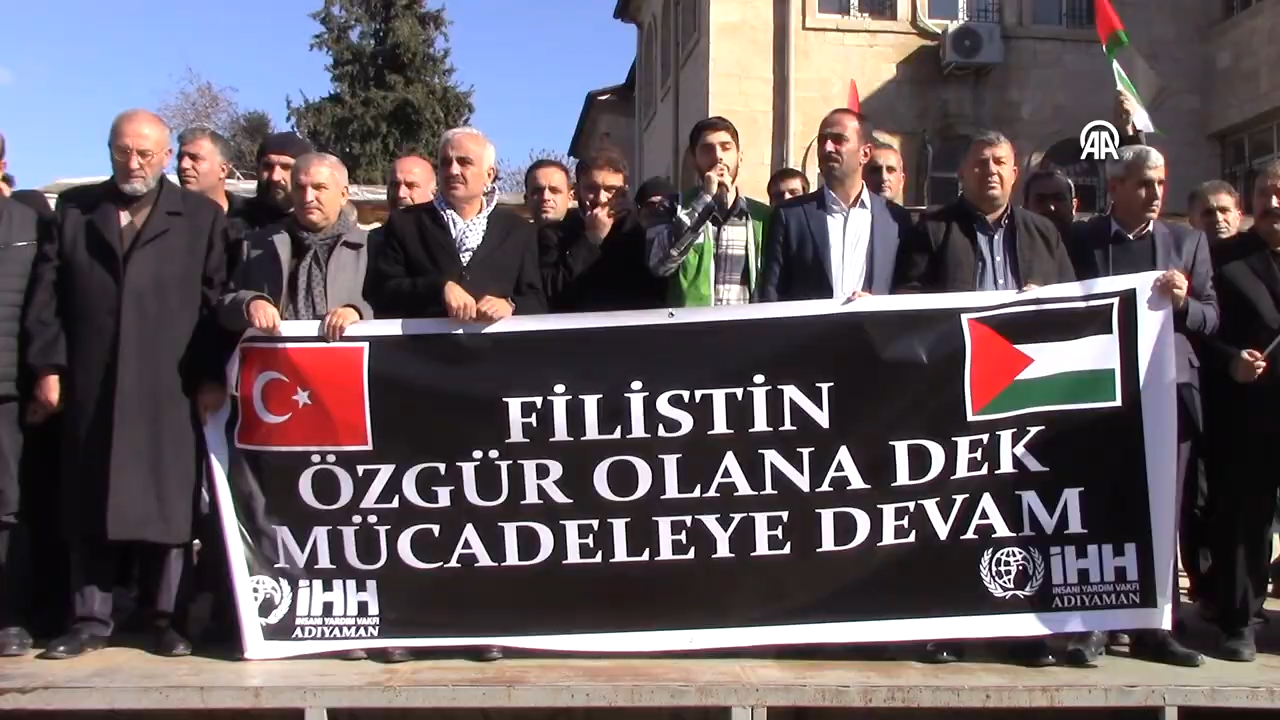 AA
FİLİSTİN
ÖZGÜR OLANA DEK
MÜCADELEYE DEVAM
İHH
İNSANİ YARDIM VAKFI
ADIYAMAN
İHH
İNSANİ YARDIM VAKFI
ADIYAMAN